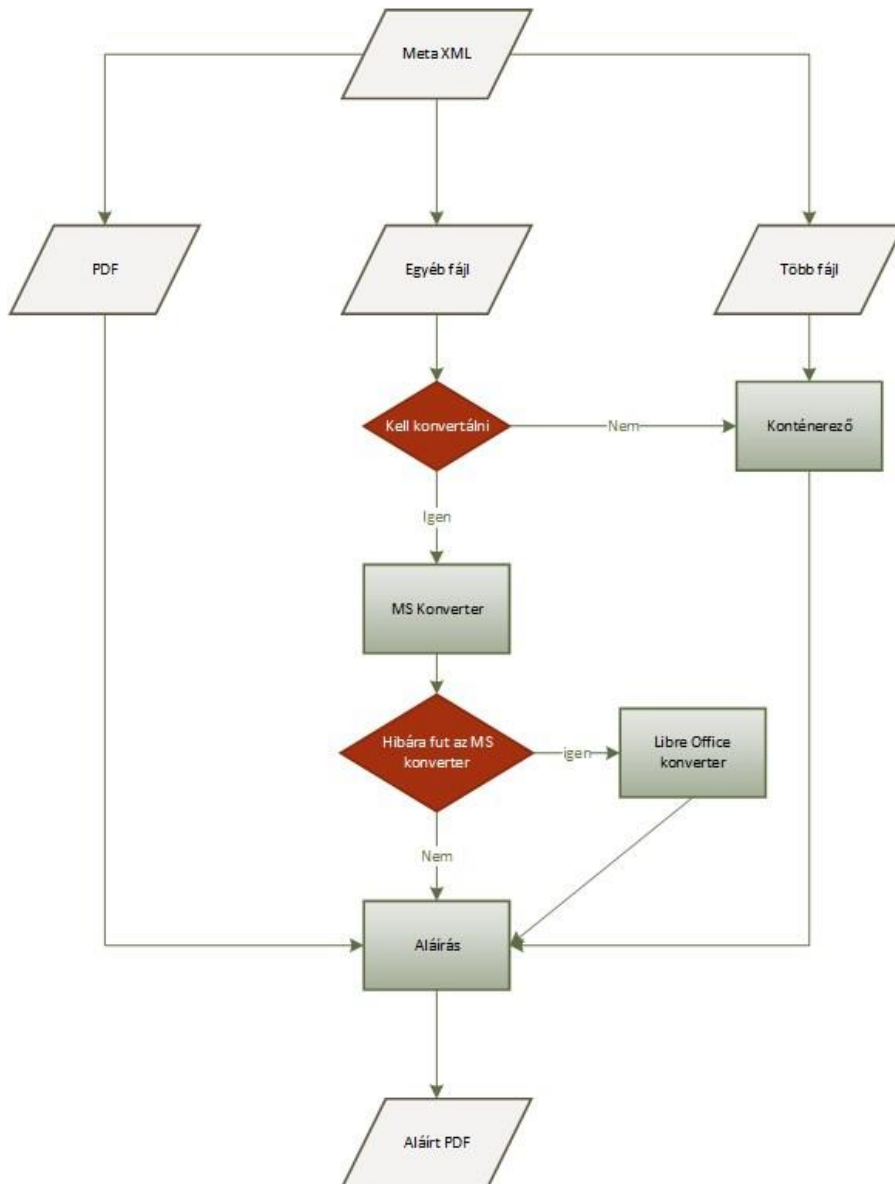 Meta XML
PDF
Egyéb fájl
Több fájl
Kell konvertálni
Nem
Konténerező
Igen
MS Konverter
Hibára fut az MS
konverter
igen
Libre Office
konverter
Nem
Aláírás
Aláírt PDF